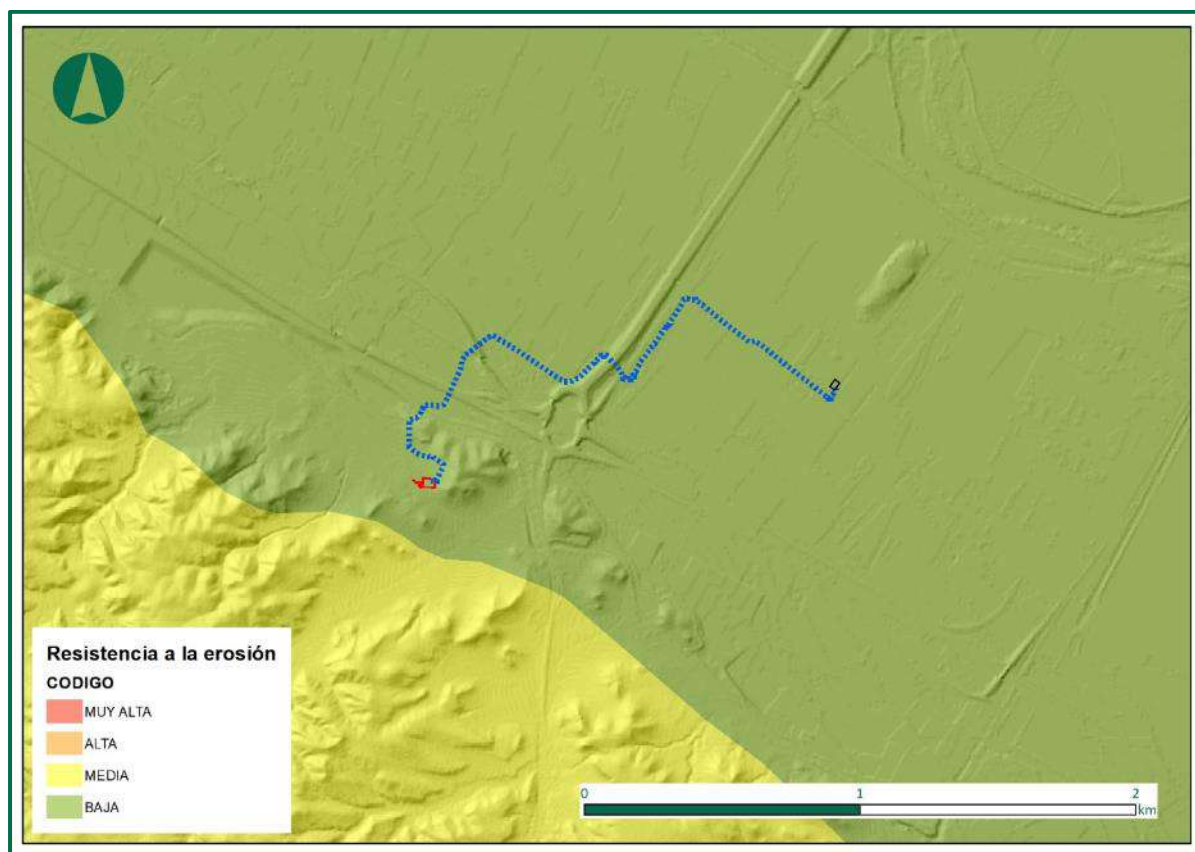 Resistencia a la erosión
CODIGO
MUY ALTA
ALTA
MEDIA
BAJA
0 1 2
km